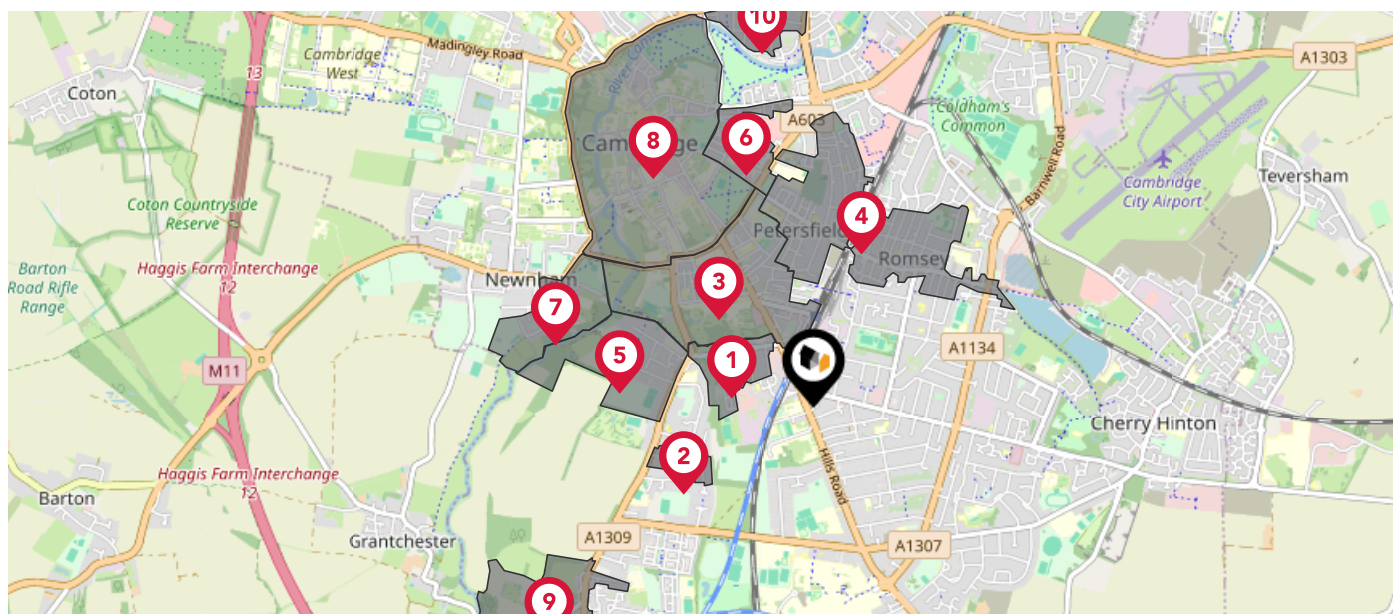 10
Madingley Road
Cambridge
West
13
A1303
Coton
River Cam
Coldham's
Common
A603
6
8
Barnwell Road
Teversham
Cambridge
City Airport
Coton Countryside
Reserve
4
Petersfield
Romsey
Haggis Farm Interchange
12
Barton
Road Rifle
Range
Newnham
3
7
5
1
A1134
M11
Cherry Hinton
2
Hills Road
Haggis Farm Interchange
12
Barton
Grantchester
A1309
A1307
9